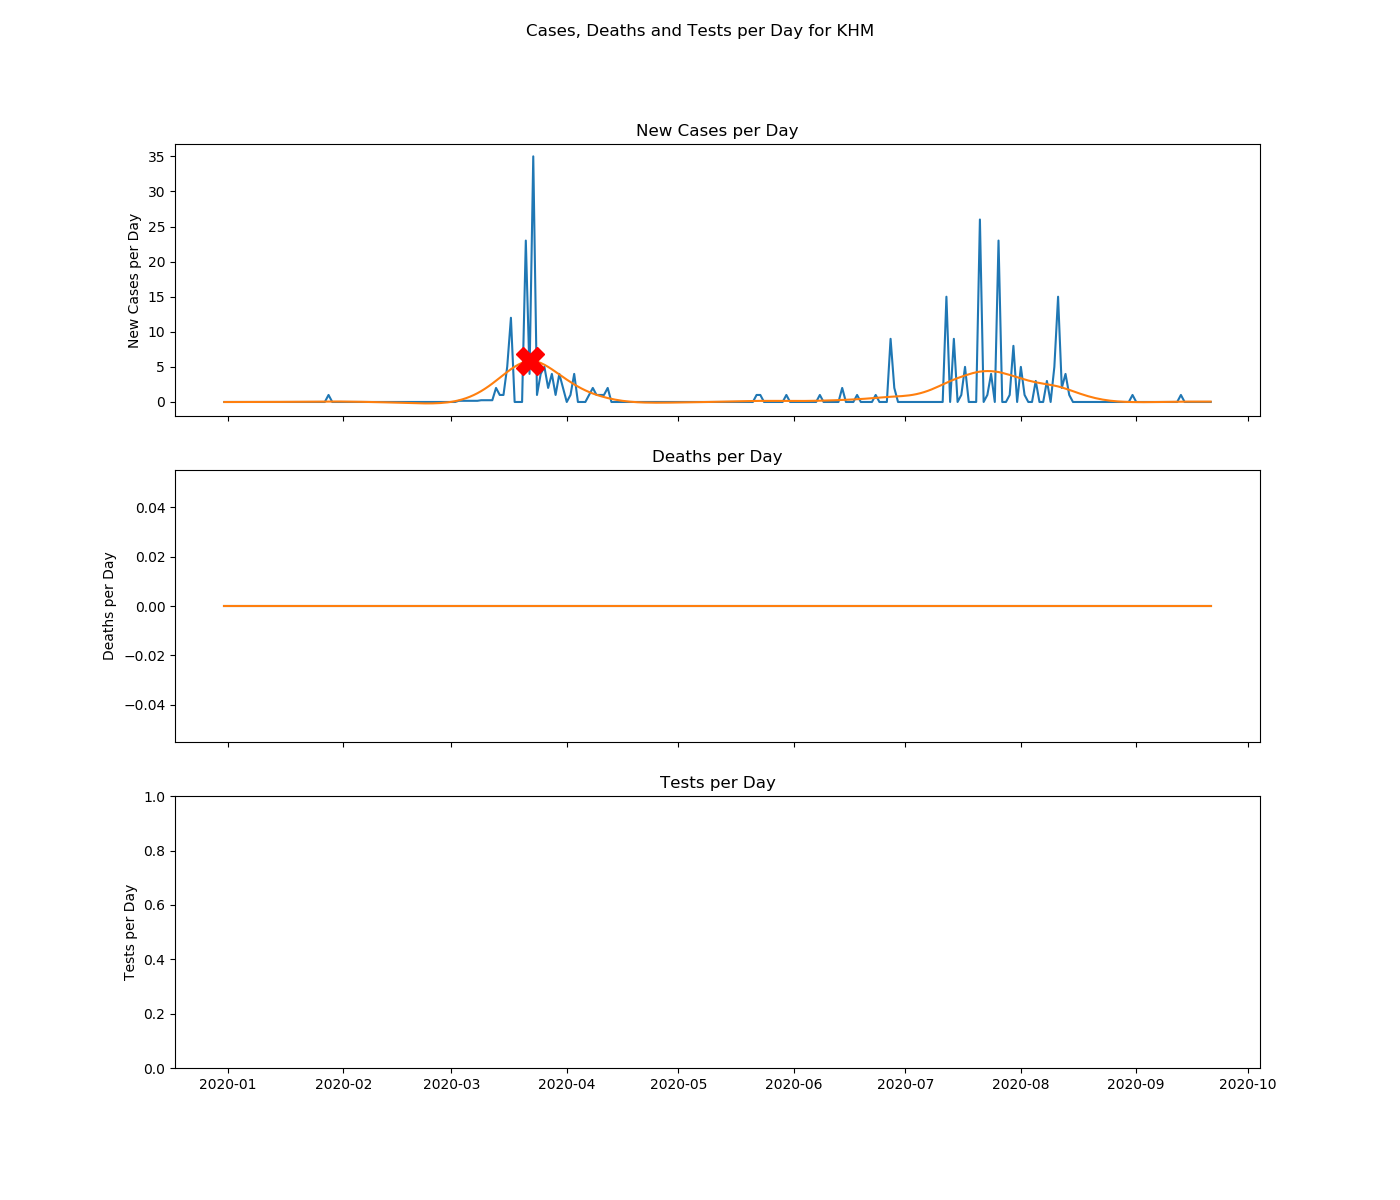 Cases, Deaths and Tests per Day for KHM
New Cases per Day
New Cases per Day
35
30
25
20
15
10
5
0
Deaths per Day
Deaths per Day
0.04
0.02
0.00
−0.02
−0.04
Tests per Day
Tests per Day
1.0
0.8
0.6
0.4
0.2
0.0
2020-01 2020-02 2020-03 2020-04 2020-05 2020-06 2020-07 2020-08 2020-09 2020-10